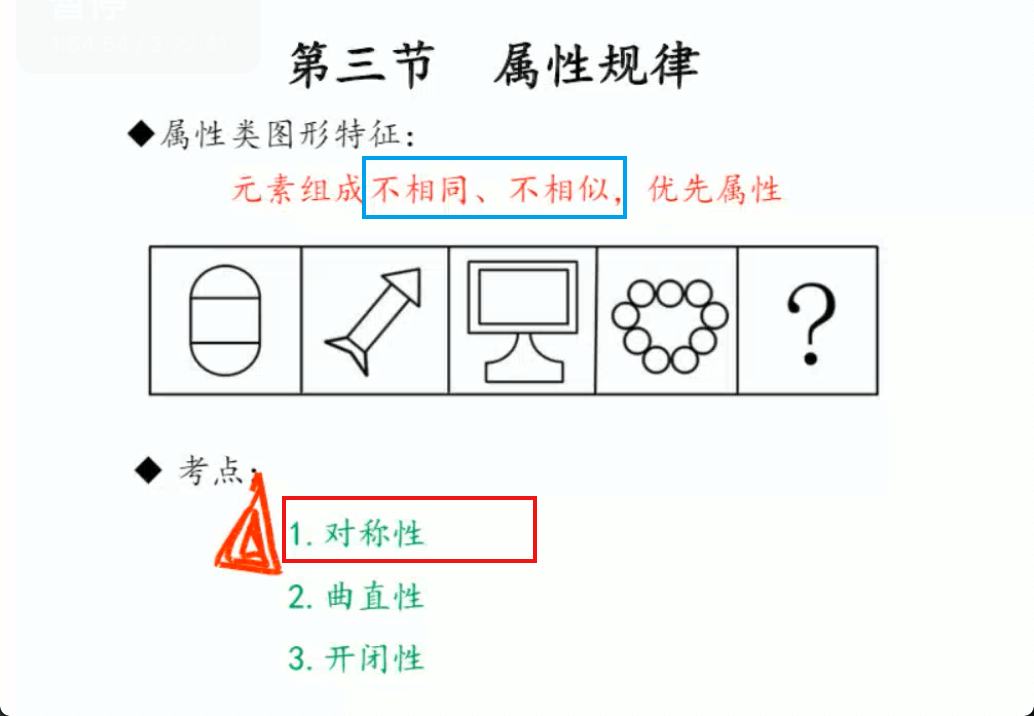 暂停
第三节 属性规律
◆属性类图形特征：
元素组成不相同、不相似，优先属性
?
◆ 考点：
1. 对称性
2. 曲直性
3. 开闭性